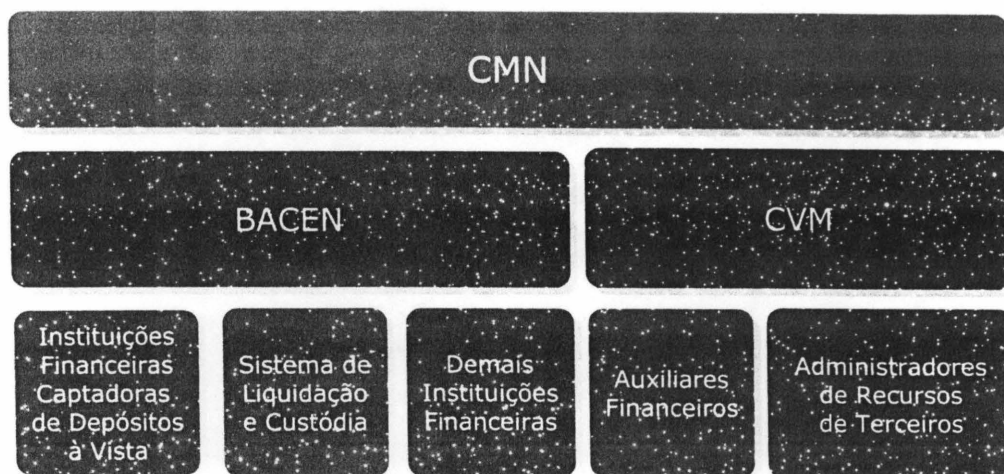 CMN
BACEN
CVM
Instituições
Financeiras
Captadoras
de Depósitos
à Vista
Sistema de
Liquidação
e Custódia
Demais
Instituições
Financeiras
Auxiliares
Financeiros
Administradores
de Recursos
de Terceiros